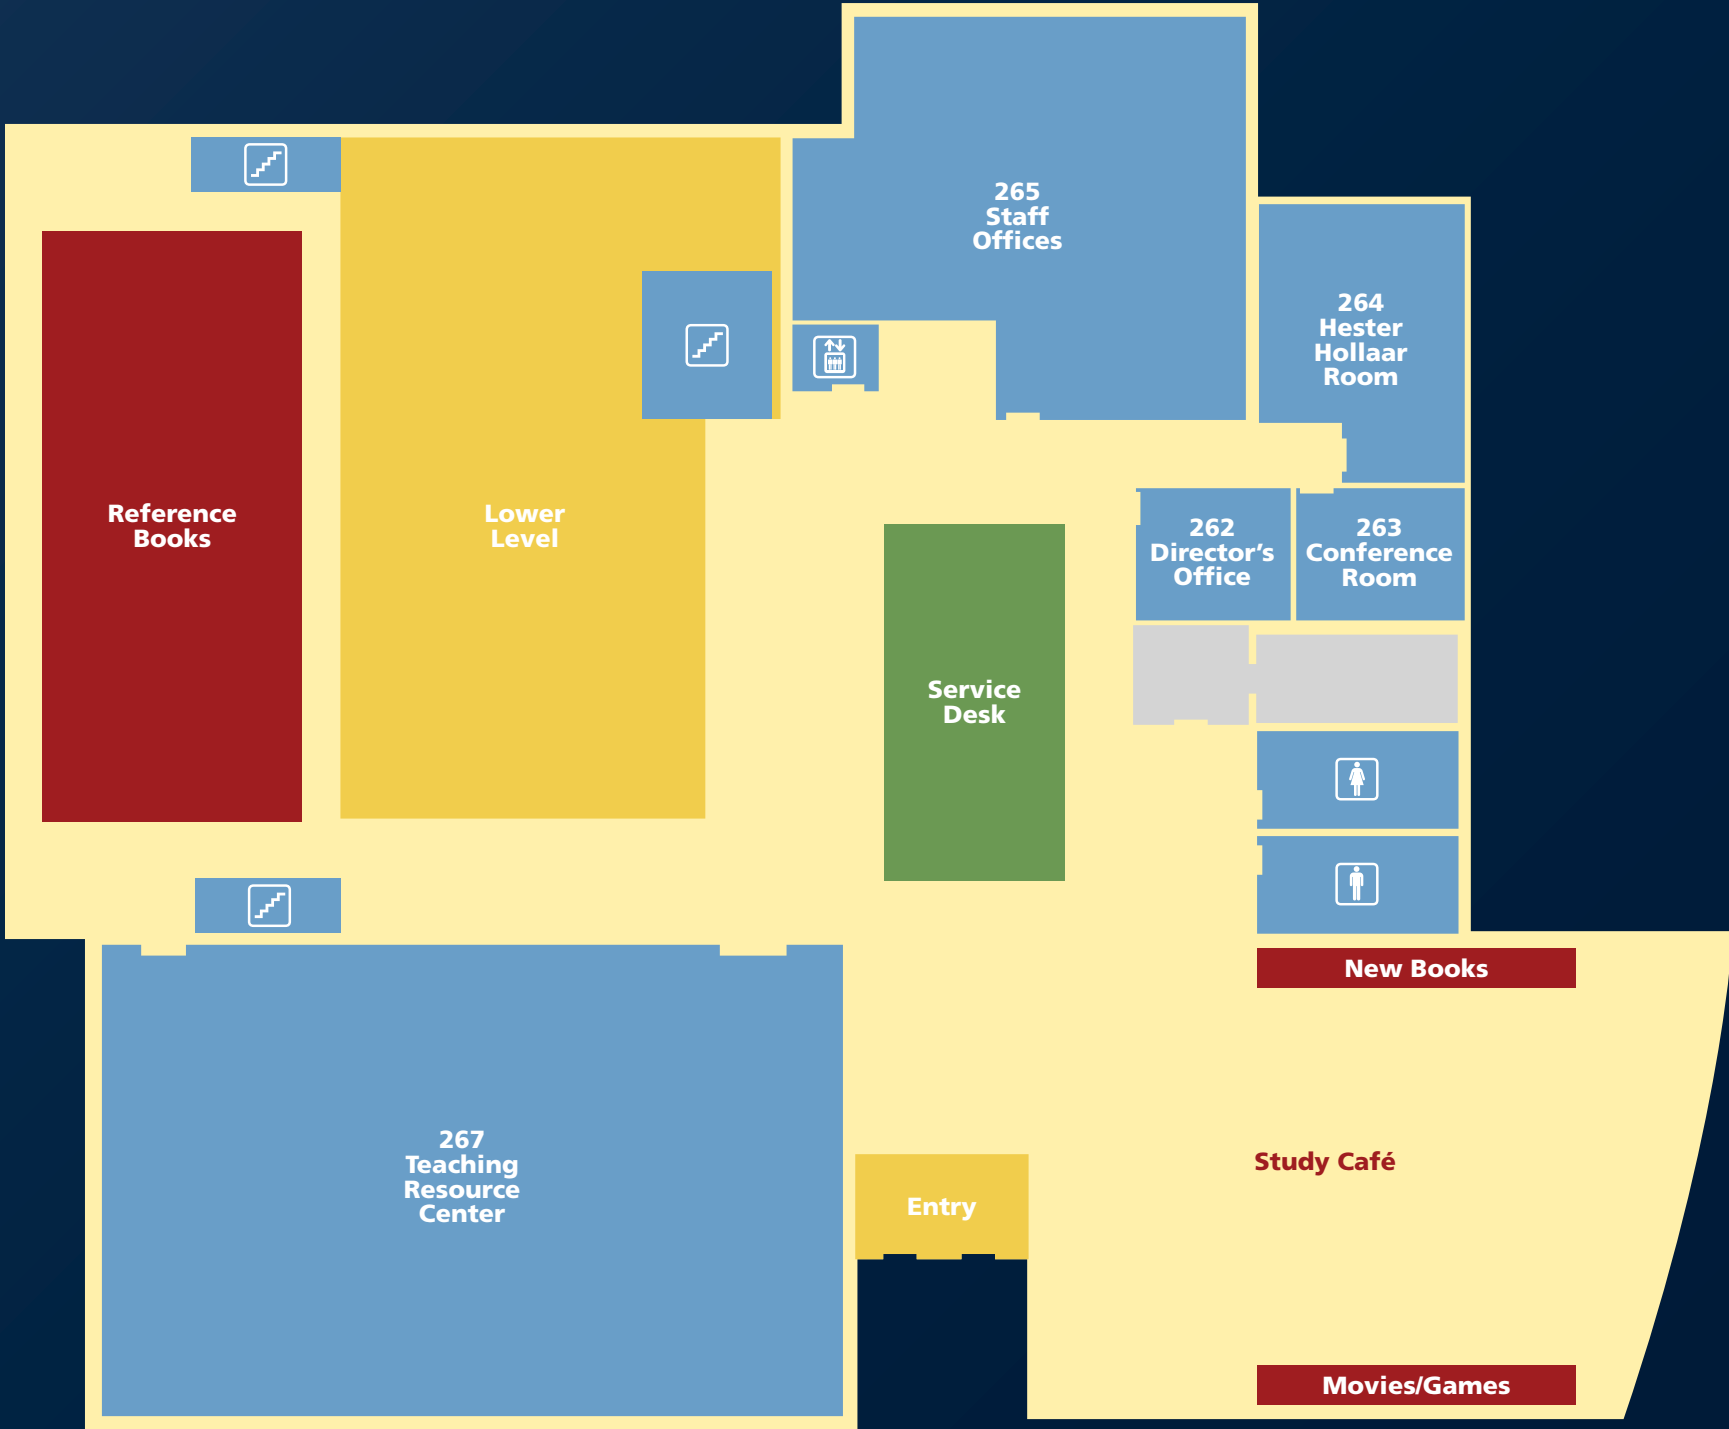 265
Staff
Offices
264
Hester
Hollaar
Room
Reference
Books
Lower
Level
262
Director’s
Office
263
Conference
Room
Service
Desk
New Books
267
Teaching
Resource
Center
Study Café
Entry
Movies/Games